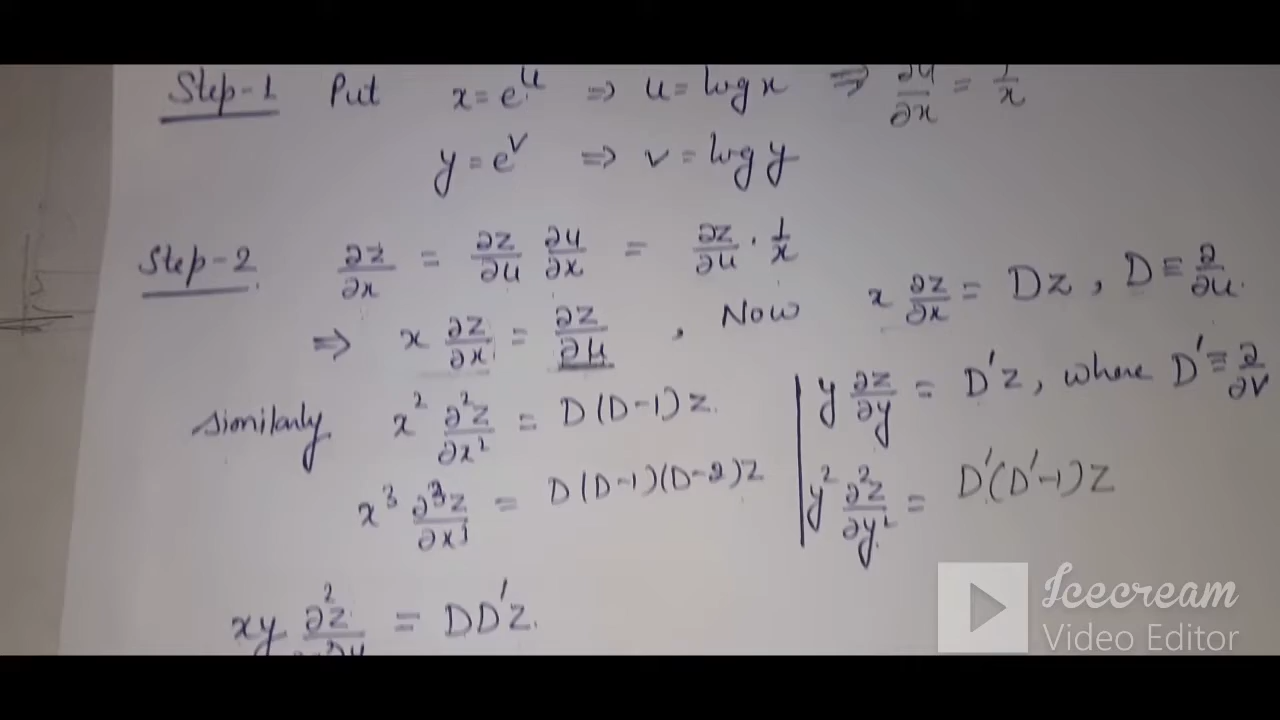 Step-1 Put x = e^u ⇒ u = log x ⇒ ∂u/∂x = 1/x
y = e^v ⇒ v = log y
Step-2 ∂z/∂x = ∂z/∂u ∂u/∂x = ∂z/∂u · 1/x
⇒ x ∂z/∂x = ∂z/∂u , Now x ∂z/∂x = Dz, D ≡ ∂/∂u.
Similarly x² ∂²z/∂x² = D(D-1)z.
y ∂z/∂y = D'z, where D' ≡ ∂/∂v
x³ ∂³z/∂x³ = D(D-1)(D-2)z
y² ∂²z/∂y² = D'(D'-1)z
xy ∂²z/∂x∂y = DD'z.
Icecream
Video Editor